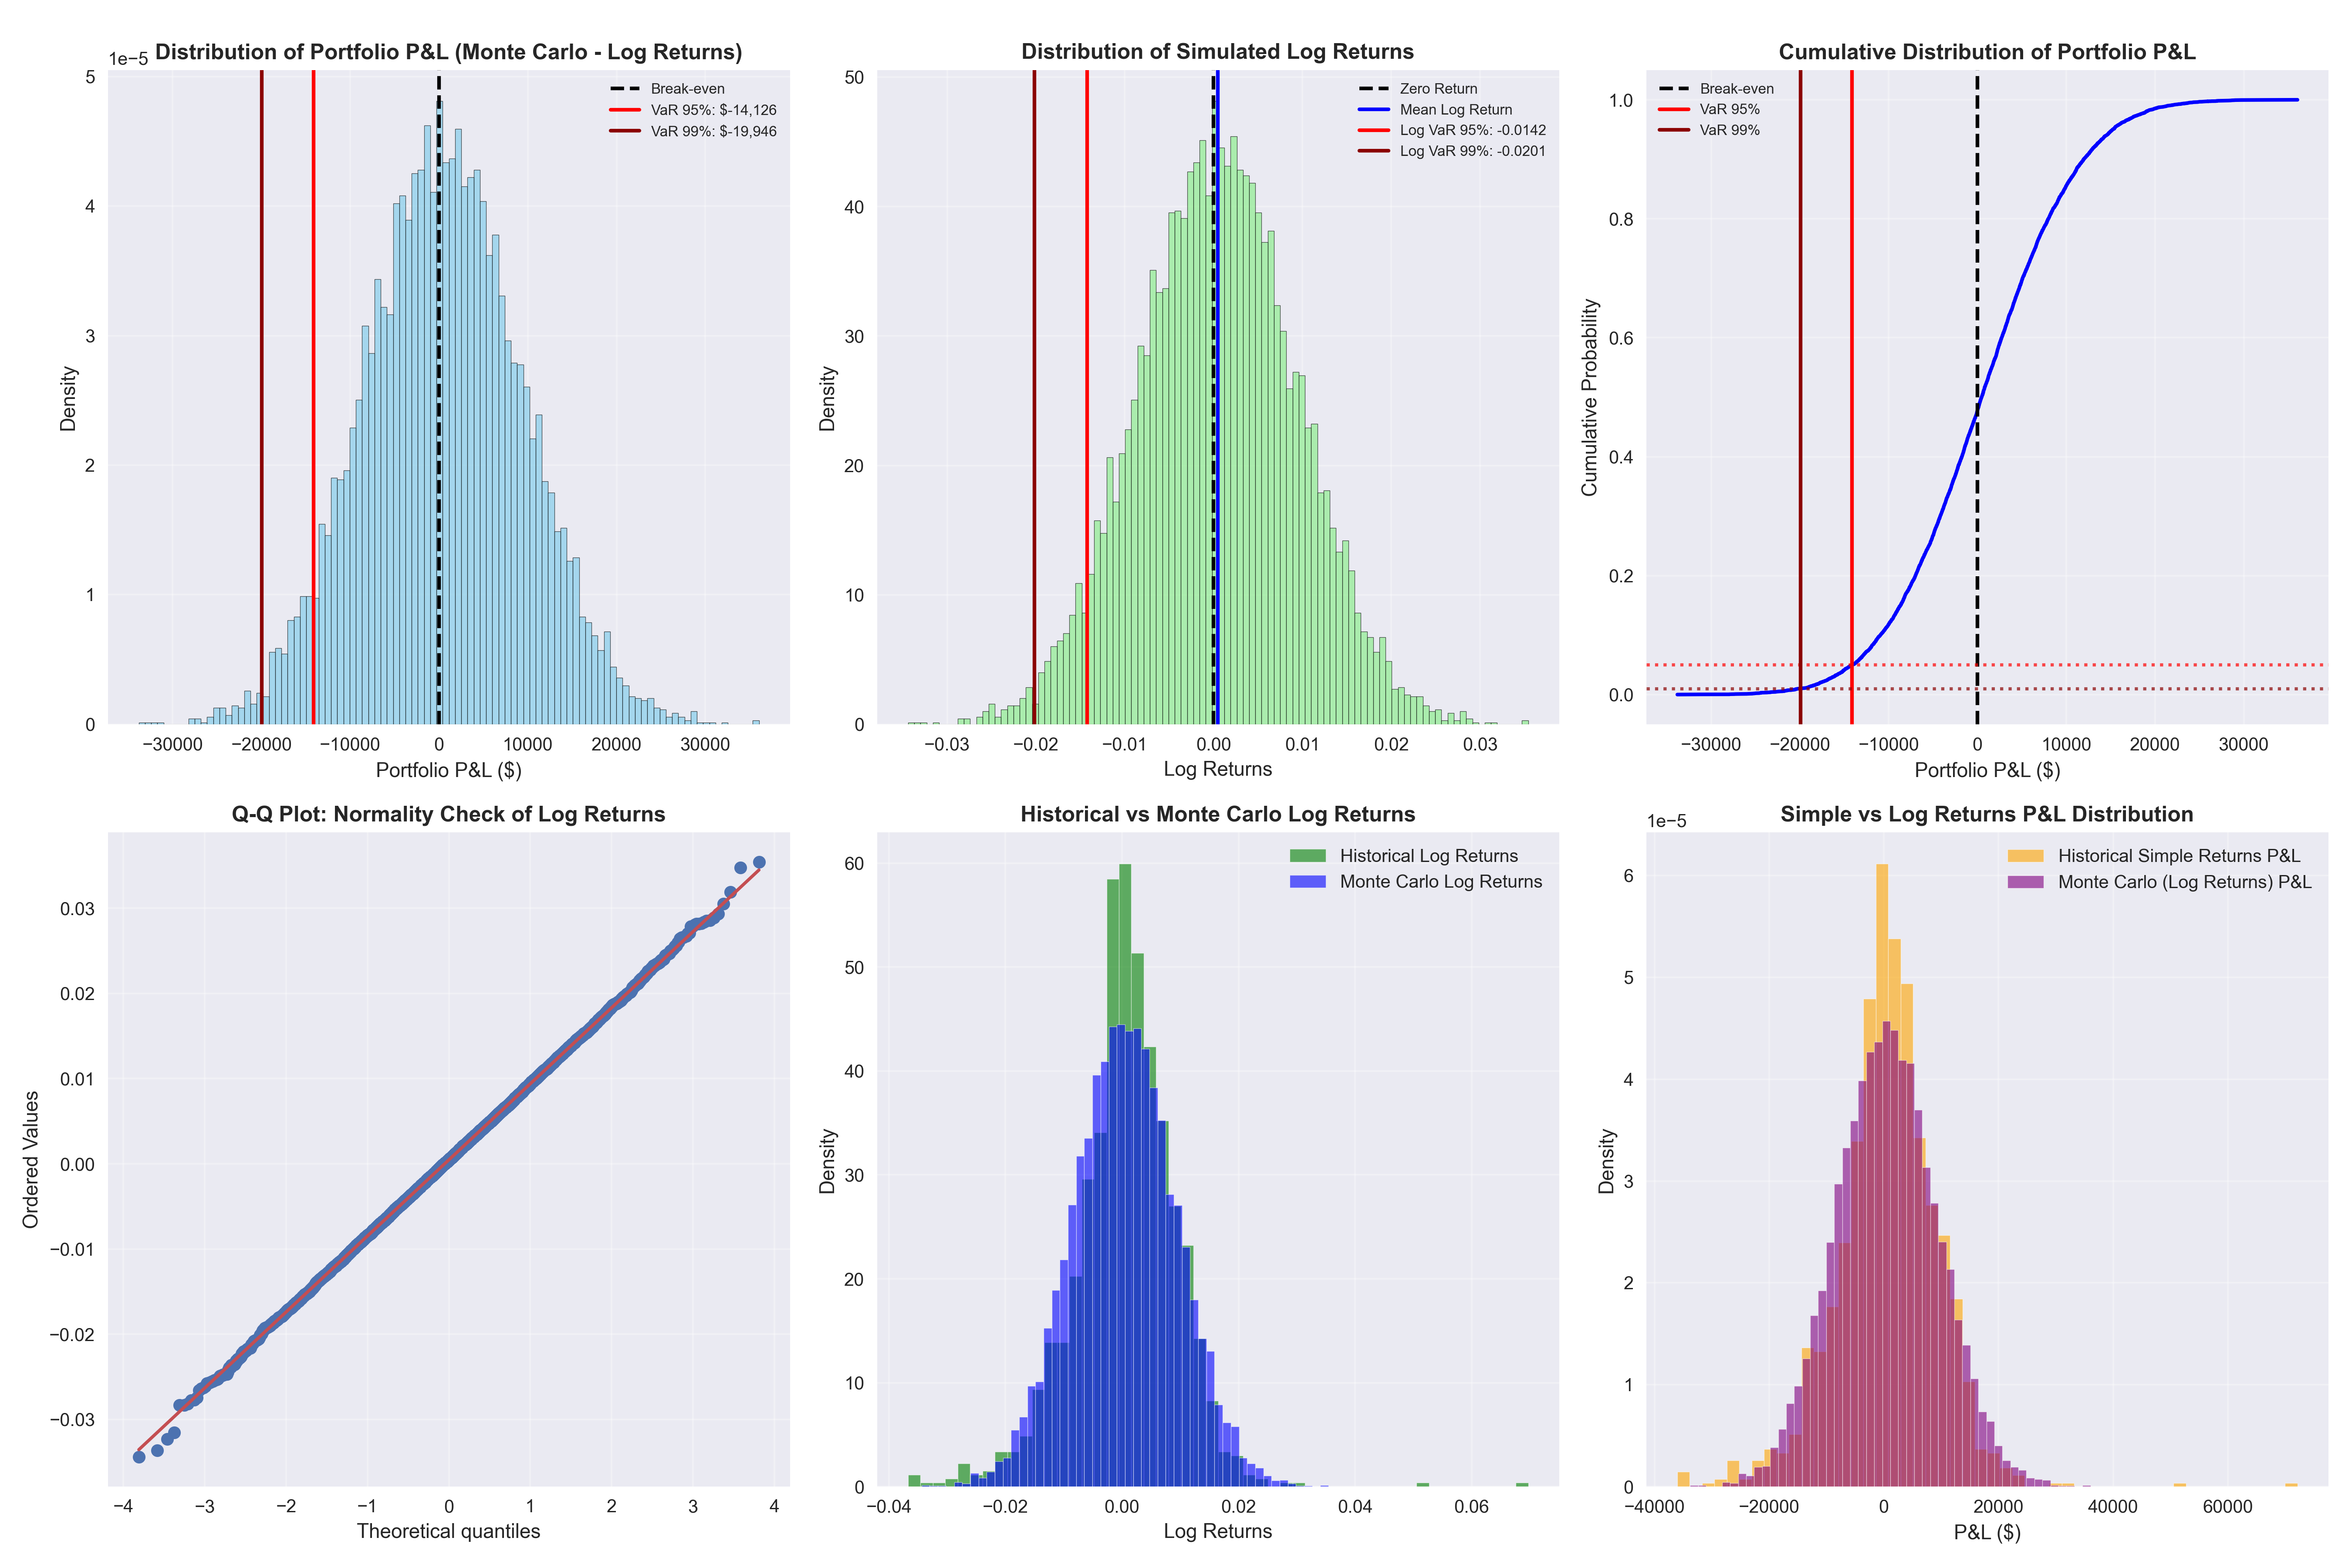 Distribution of Portfolio P&L (Monte Carlo - Log Returns)
1e−5
Break-even
VaR 95%: $-14,126
VaR 99%: $-19,946
5
4
3
2
1
0
Density
−30000 −20000 −10000 0 10000 20000 30000
Portfolio P&L ($)
Distribution of Simulated Log Returns
Zero Return
Mean Log Return
Log VaR 95%: -0.0142
Log VaR 99%: -0.0201
50
40
30
20
10
0
Density
−0.03 −0.02 −0.01 0.00 0.01 0.02 0.03
Log Returns
Cumulative Distribution of Portfolio P&L
Break-even
VaR 95%
VaR 99%
1.0
0.8
0.6
0.4
0.2
0.0
Cumulative Probability
−30000 −20000 −10000 0 10000 20000 30000
Portfolio P&L ($)
Q-Q Plot: Normality Check of Log Returns
0.03
0.02
0.01
0.00
−0.01
−0.02
−0.03
Ordered Values
−4 −3 −2 −1 0 1 2 3 4
Theoretical quantiles
Historical vs Monte Carlo Log Returns
Historical Log Returns
Monte Carlo Log Returns
60
50
40
30
20
10
0
Density
−0.04 −0.02 0.00 0.02 0.04 0.06
Log Returns
Simple vs Log Returns P&L Distribution
1e−5
Historical Simple Returns P&L
Monte Carlo (Log Returns) P&L
6
5
4
3
2
1
0
Density
−40000 −20000 0 20000 40000 60000
P&L ($)